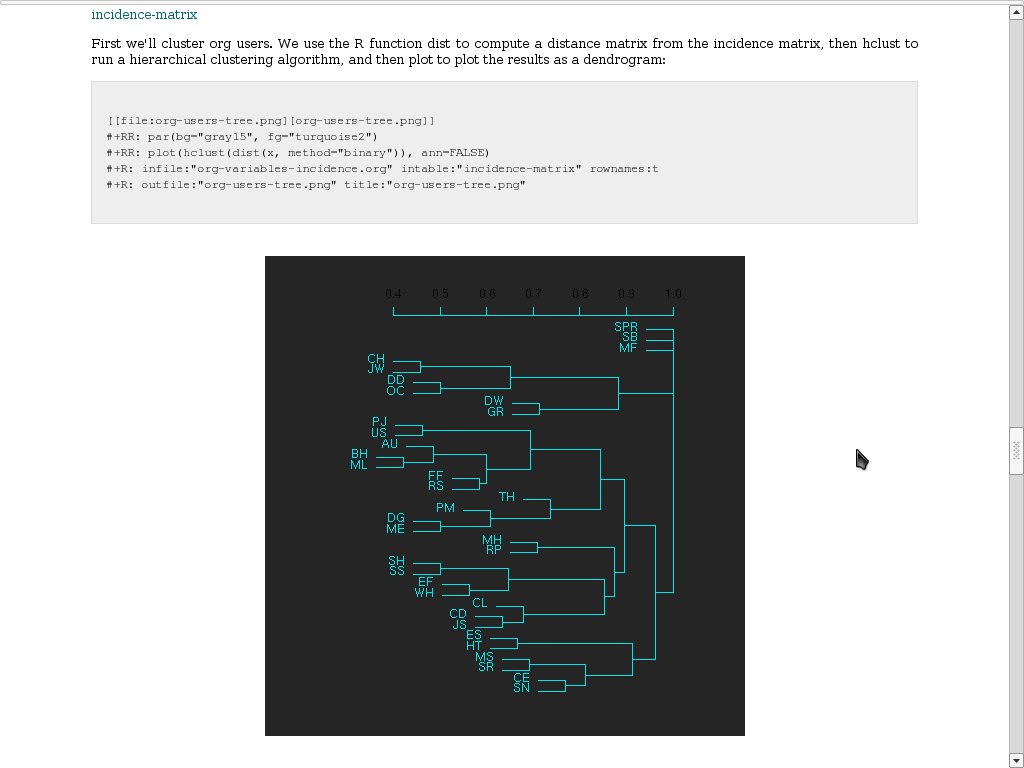 incidence-matrix
First we'll cluster org users. We use the R function dist to compute a distance matrix from the incidence matrix, then hclust to
run a hierarchical clustering algorithm, and then plot to plot the results as a dendrogram:
[[file:org-users-tree.png][org-users-tree.png]]
#+RR: par(bg="gray15", fg="turquoise2")
#+RR: plot(hclust(dist(x, method="binary")), ann=FALSE)
#+R: infile:"org-variables-incidence.org" intable:"incidence-matrix" rownames:t
#+R: outfile:"org-users-tree.png" title:"org-users-tree.png"
0.4 0.5 0.6 0.7 0.8 0.9 1.0
SPR
SB
MF
CH
JW
DD
OC
DW
GR
PJ
US
AU
BH
ML
FF
RS
TH
PM
DG
ME
MH
RP
SH
SS
EF
WH
CL
CD
JS
ES
HT
MS
SR
CE
SN